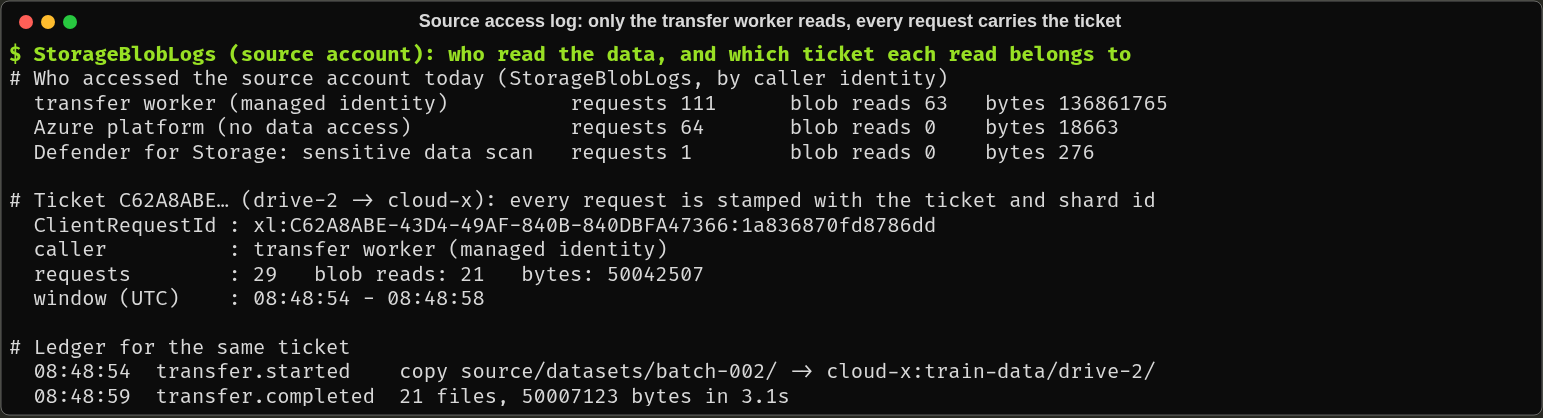 Source access log: only the transfer worker reads, every request carries the ticket
$ StorageBlobLogs (source account): who read the data, and which ticket each read belongs to
# Who accessed the source account today (StorageBlobLogs, by caller identity)
transfer worker (managed identity) requests 111 blob reads 63 bytes 136861765
Azure platform (no data access) requests 64 blob reads 0 bytes 18663
Defender for Storage: sensitive data scan requests 1 blob reads 0 bytes 276
# Ticket C62A8ABE… (drive-2 → cloud-x): every request is stamped with the ticket and shard id
ClientRequestId : xl:C62A8ABE-43D4-49AF-840B-840DBFA47366:1a836870fd8786dd
caller : transfer worker (managed identity)
requests : 29 blob reads: 21 bytes: 50042507
window (UTC) : 08:48:54 - 08:48:58
# Ledger for the same ticket
08:48:54 transfer.started copy source/datasets/batch-002/ → cloud-x:train-data/drive-2/
08:48:59 transfer.completed 21 files, 50007123 bytes in 3.1s